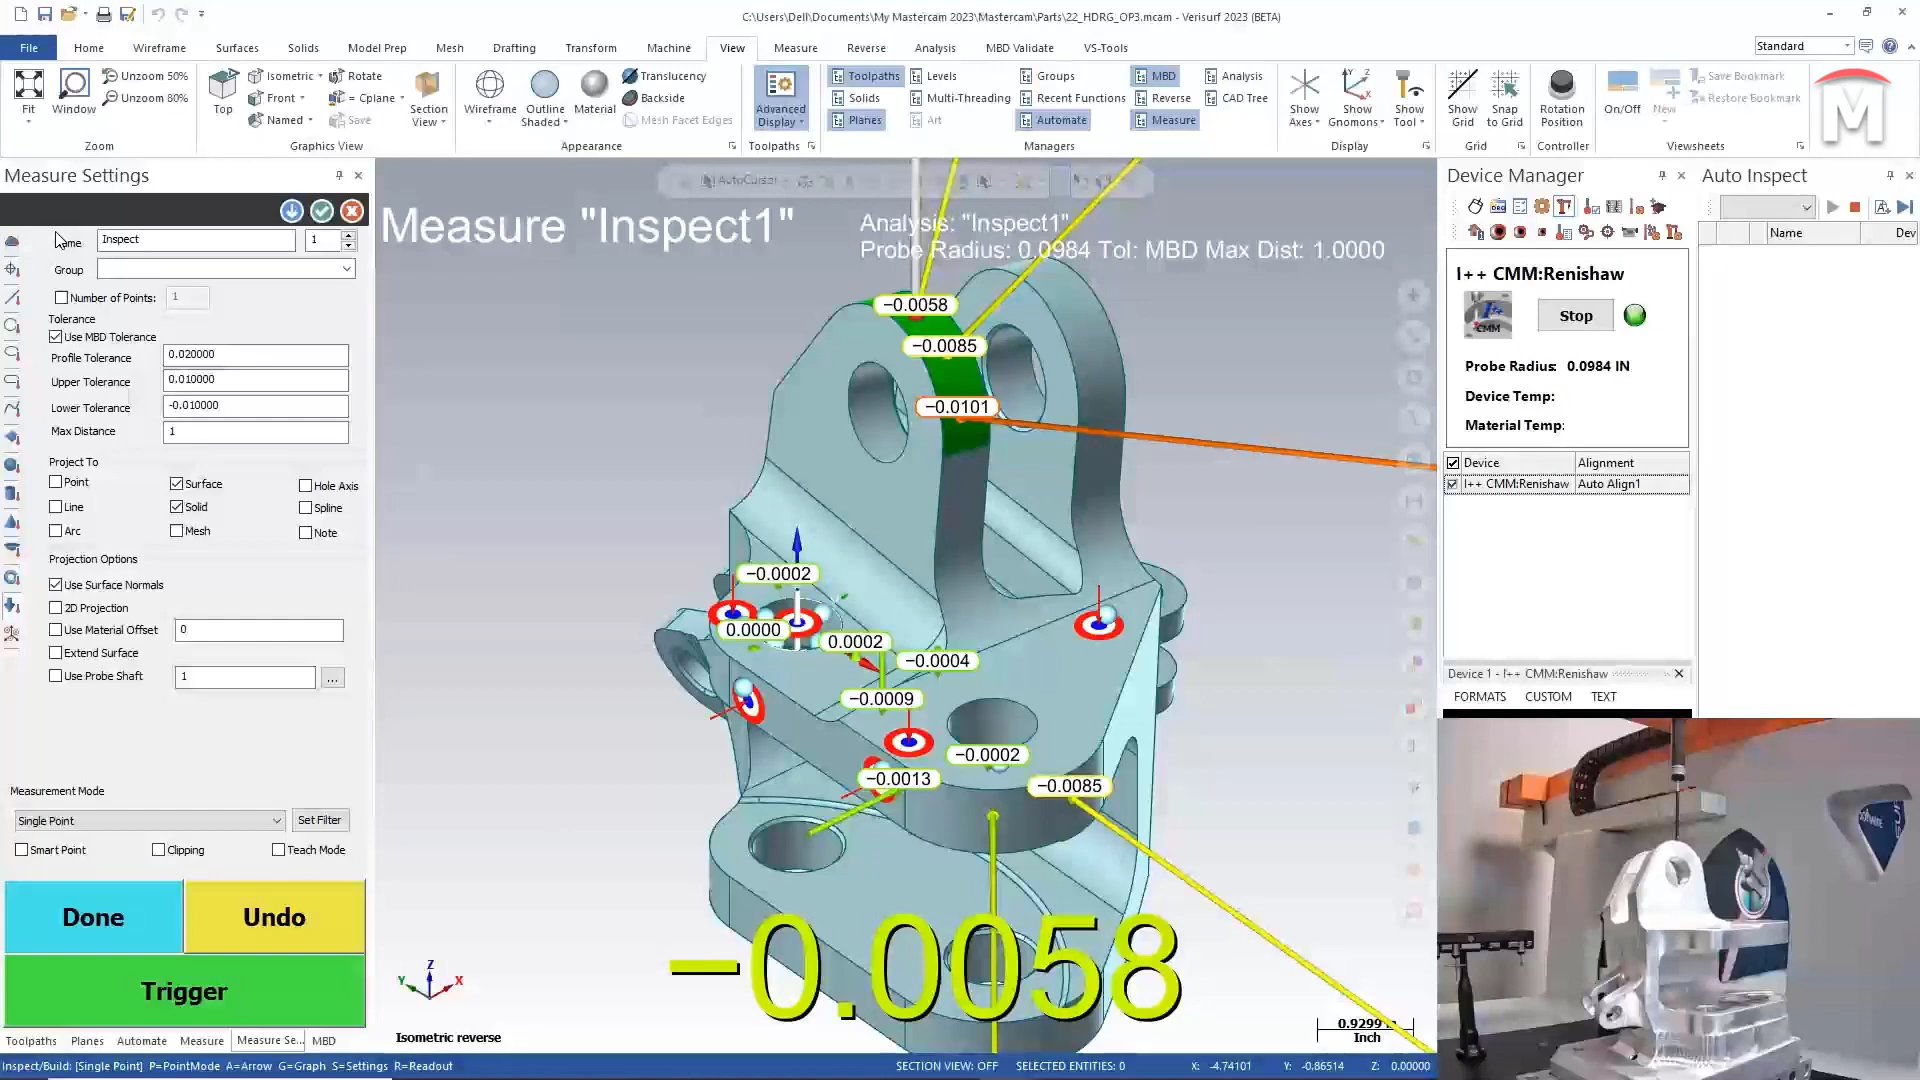 C:\Users\Dell\Documents\My Mastercam 2023\Mastercam\Parts\22_HDRG_OP3.mcam - Verisurf 2023 (BETA)
File Home Wireframe Surfaces Solids Model Prep Mesh Drafting Transform Machine View Measure Reverse Analysis MBD Validate VS-Tools Standard
Unzoom 50% Isometric Rotate Translucency Toolpaths Levels Groups MBD Analysis Save Bookmark
Unzoom 80% Front = Cplane Backside Solids Multi-Threading Recent Functions Reverse CAD Tree Restore Bookmark
Fit Window Top Named Save Section View Wireframe Outline Shaded Material Mesh Facet Edges Advanced Display Planes Art Automate Measure Show Axes Show Gnomons Show Tool Show Grid Snap to Grid Rotation Position On/Off New
Zoom Graphics View Appearance Toolpaths Managers Display Grid Controller Viewsheets
Measure Settings
AutoCursor
Device Manager
Auto Inspect
Name
Inspect 1
Group
Number of Points: 1
Tolerance
Use MBD Tolerance
Profile Tolerance 0.020000
Upper Tolerance 0.010000
Lower Tolerance -0.010000
Max Distance 1
Project To
Point Surface Hole Axis
Line Solid Spline
Arc Mesh Note
Projection Options
Use Surface Normals
2D Projection
Use Material Offset 0
Extend Surface
Use Probe Shaft 1 ...
Measurement Mode
Single Point Set Filter
Smart Point Clipping Teach Mode
Done Undo
Trigger
Toolpaths Planes Automate Measure Measure Se... MBD
Measure "Inspect1"
Analysis: "Inspect1"
Probe Radius: 0.0984 Tol: MBD Max Dist: 1.0000
−0.0058
−0.0085
−0.0101
−0.0002
0.0000
0.0002
−0.0004
−0.0009
−0.0002
−0.0013
−0.0085
−0.0058
Z
Y X
Isometric reverse
0.9299 in
Inch
Name Dev
I++ CMM:Renishaw
I++
CMM
Stop
Probe Radius: 0.0984 IN
Device Temp:
Material Temp:
Device Alignment
I++ CMM:Renishaw Auto Align1
Device 1 - I++ CMM:Renishaw
FORMATS CUSTOM TEXT
Inspect/Build: [Single Point] P=PointMode A=Arrow G=Graph S=Settings R=Readout
SECTION VIEW: OFF SELECTED ENTITIES: 0 X: -4.74101 Y: -0.86514 Z: 0.00000